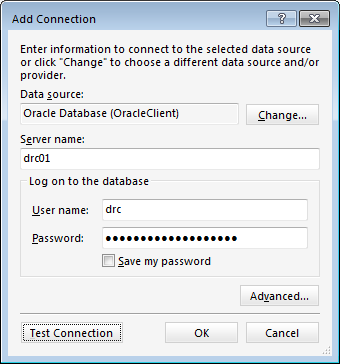 Add Connection
?
Enter information to connect to the selected data source
or click "Change" to choose a different data source and/or
provider.
Data source:
Oracle Database (OracleClient)
Change...
Server name:
drc01
Log on to the database
User name:
drc
Password:
●●●●●●●●●●●●●●●●●●●
Save my password
Advanced...
Test Connection
OK
Cancel